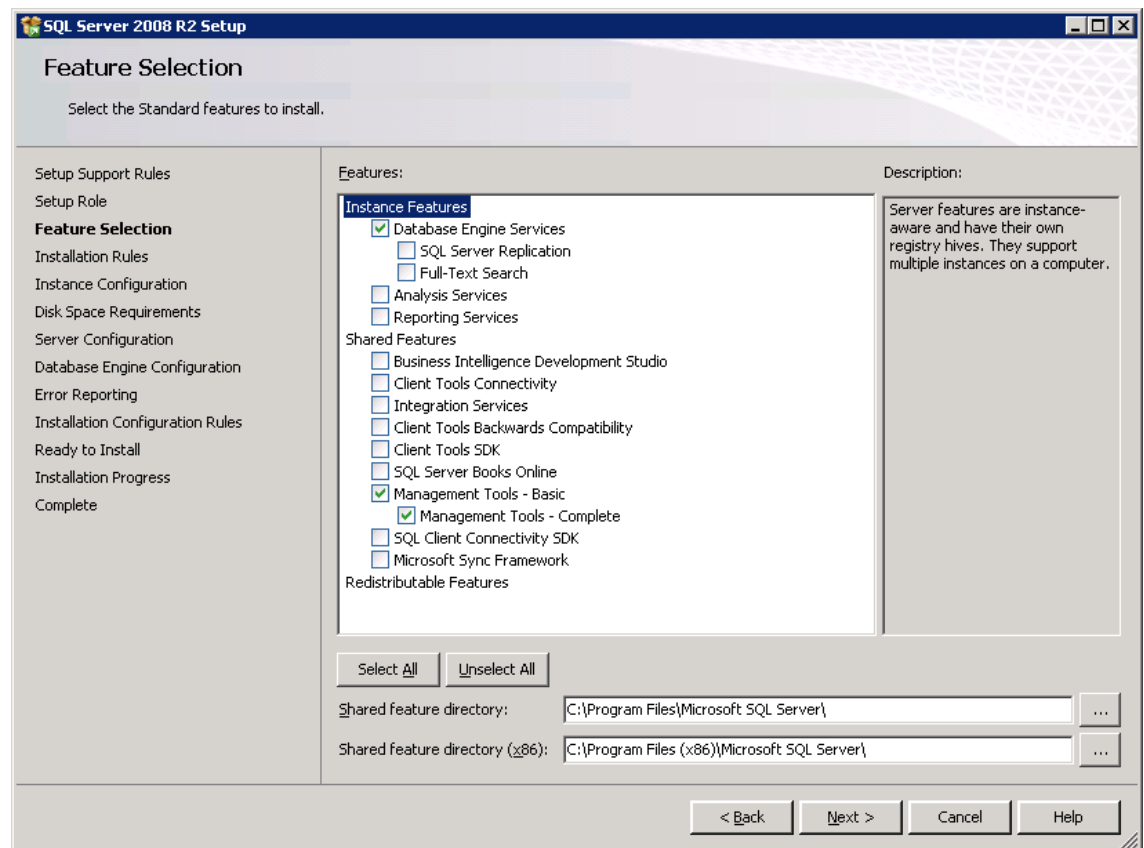 SQL Server 2008 R2 Setup
Feature Selection
Select the Standard features to install.
Setup Support Rules
Setup Role
Feature Selection
Installation Rules
Instance Configuration
Disk Space Requirements
Server Configuration
Database Engine Configuration
Error Reporting
Installation Configuration Rules
Ready to Install
Installation Progress
Complete
Features:
Instance Features
Database Engine Services
SQL Server Replication
Full-Text Search
Analysis Services
Reporting Services
Shared Features
Business Intelligence Development Studio
Client Tools Connectivity
Integration Services
Client Tools Backwards Compatibility
Client Tools SDK
SQL Server Books Online
Management Tools - Basic
Management Tools - Complete
SQL Client Connectivity SDK
Microsoft Sync Framework
Redistributable Features
Description:
Server features are instance-
aware and have their own
registry hives. They support
multiple instances on a computer.
Select All
Unselect All
Shared feature directory:
C:\Program Files\Microsoft SQL Server\
...
Shared feature directory (x86):
C:\Program Files (x86)\Microsoft SQL Server\
...
< Back
Next >
Cancel
Help